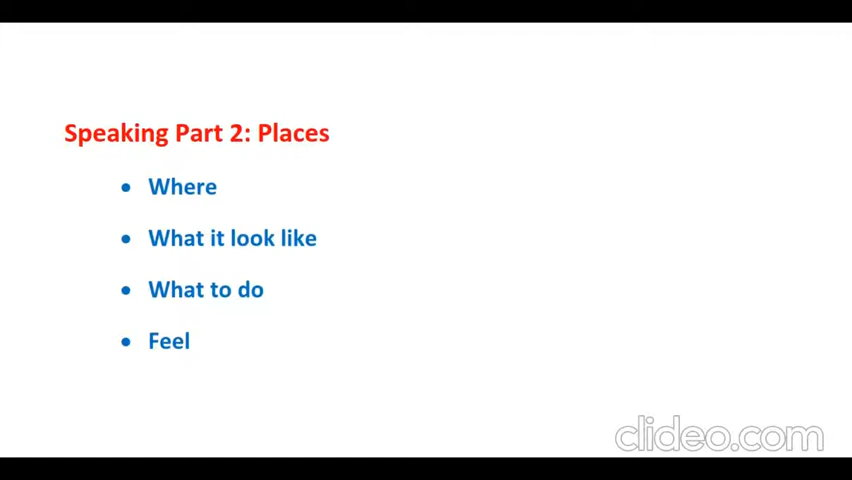 Speaking Part 2: Places
• Where
• What it look like
• What to do
• Feel
clideo.com